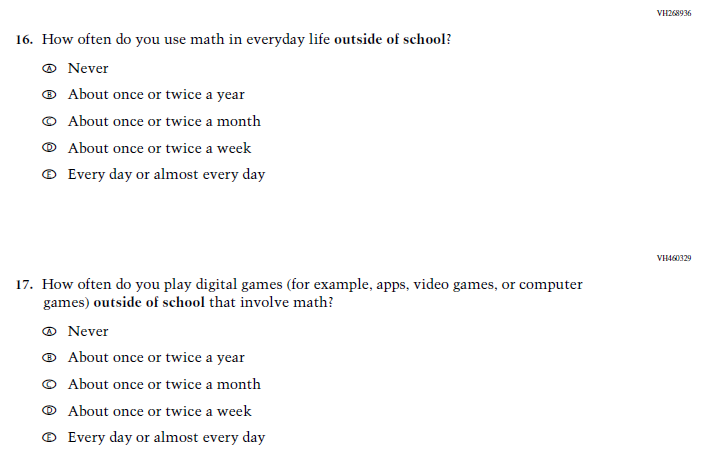 VH268936
16. How often do you use math in everyday life outside of school?
A Never
B About once or twice a year
C About once or twice a month
D About once or twice a week
E Every day or almost every day
VH460329
17. How often do you play digital games (for example, apps, video games, or computer
games) outside of school that involve math?
A Never
B About once or twice a year
C About once or twice a month
D About once or twice a week
E Every day or almost every day